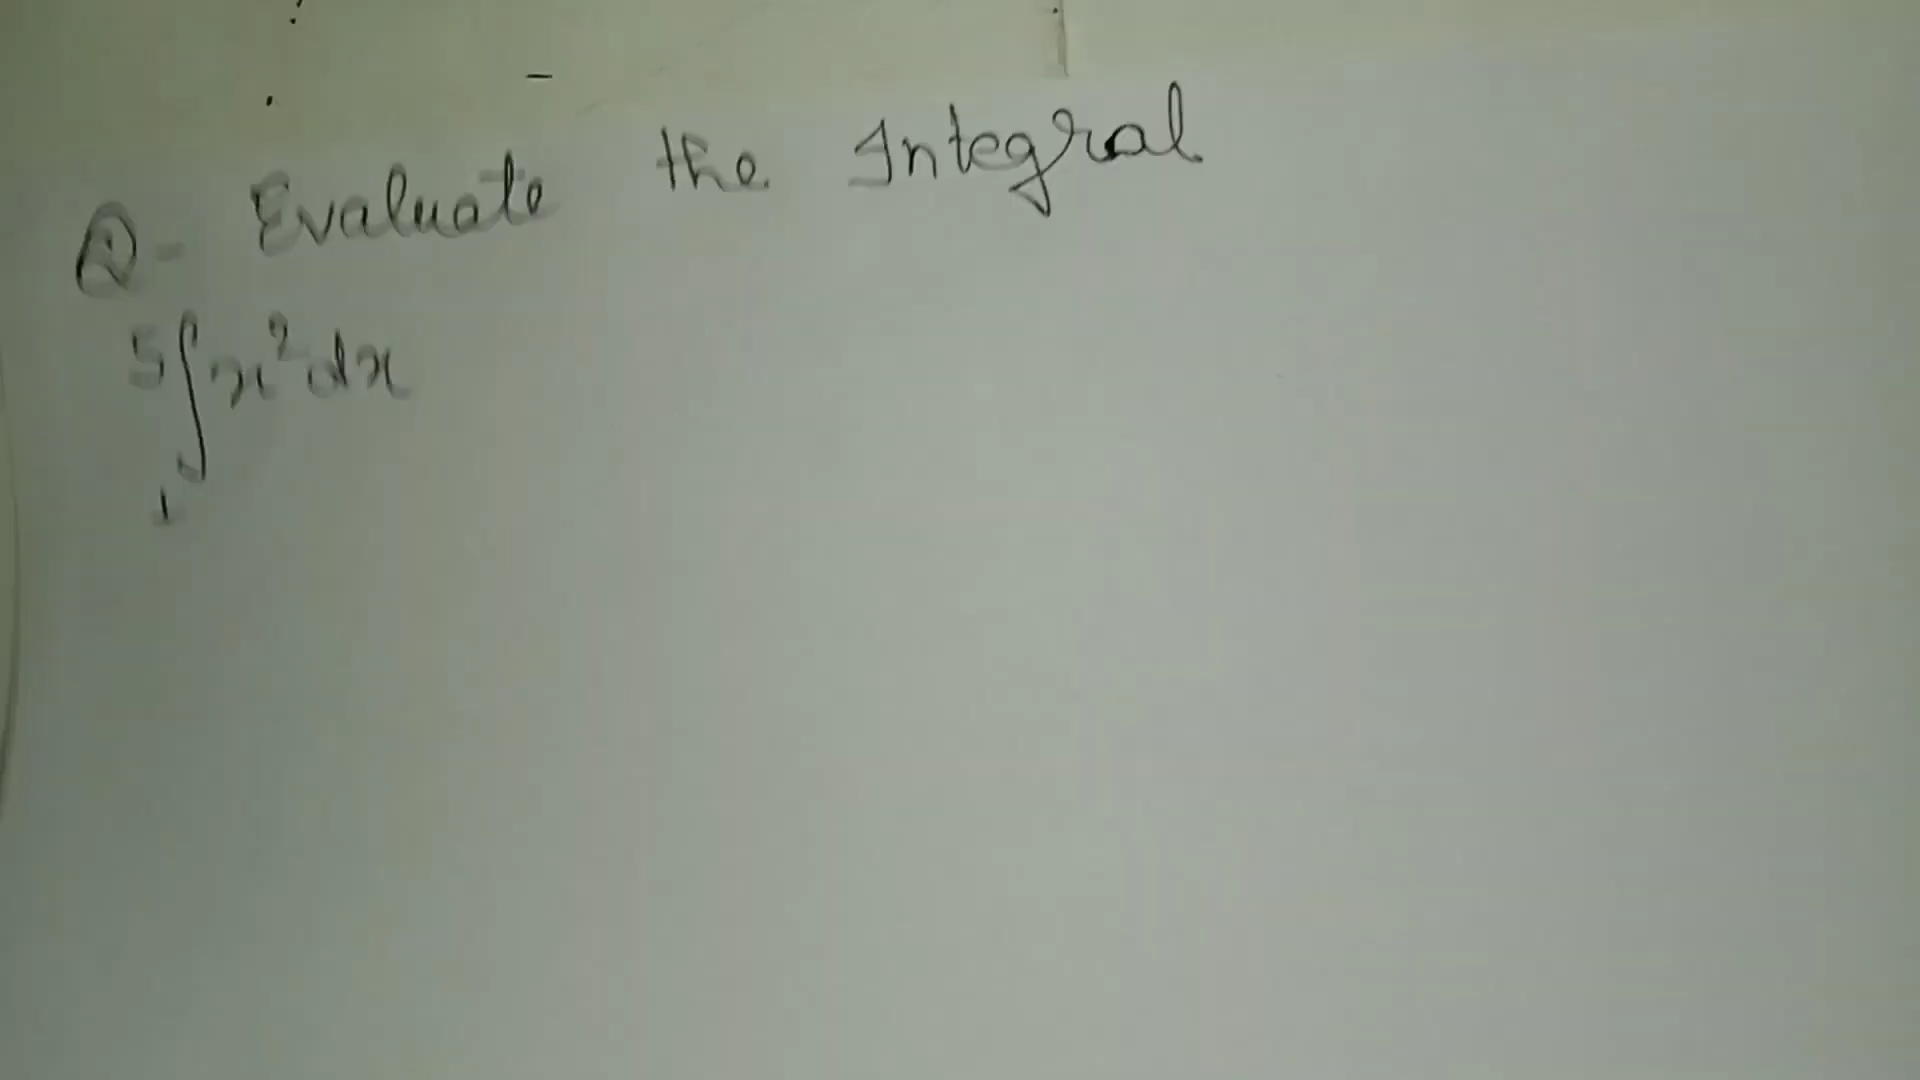 Q- Evaluate the Integral
5∫x²dx
1